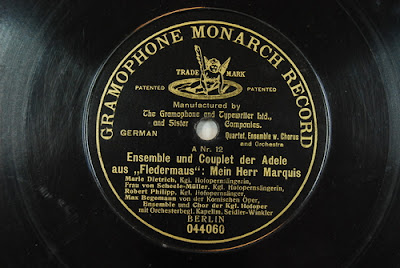 GRAMOPHONE MONARCH RECORD
TRADE MARK
PATENTED PATENTED
Manufactured by
The Gramophone and Typewriter Ltd.,
and Sister Companies.
GERMAN
Quartet, Ensemble w. Chorus
and Orchestra
A Nr. 12
Ensemble und Couplet der Adele
aus „Fledermaus": Mein Herr Marquis
Marie Dietrich, Kgl. Hofopernsängerin,
Frau von Scheele-Müller, Kgl. Hofopernsängerin,
Robert Philipp, Kgl. Hofopernsänger,
Max Begemann von der Komischen Oper,
Ensemble und Chor der Kgl. Hofoper
mit Orchesterbegl. Kapellm. Seidler-Winkler
BERLIN
044060